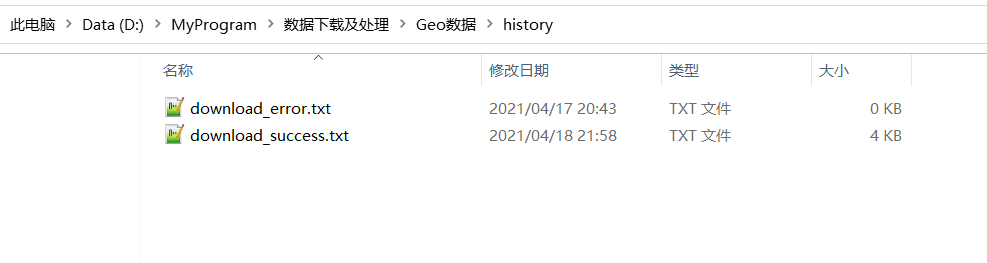 此电脑 > Data (D:) > MyProgram > 数据下载及处理 > Geo数据 > history
名称 修改日期 类型 大小
download_error.txt 2021/04/17 20:43 TXT 文件 0 KB
download_success.txt 2021/04/18 21:58 TXT 文件 4 KB